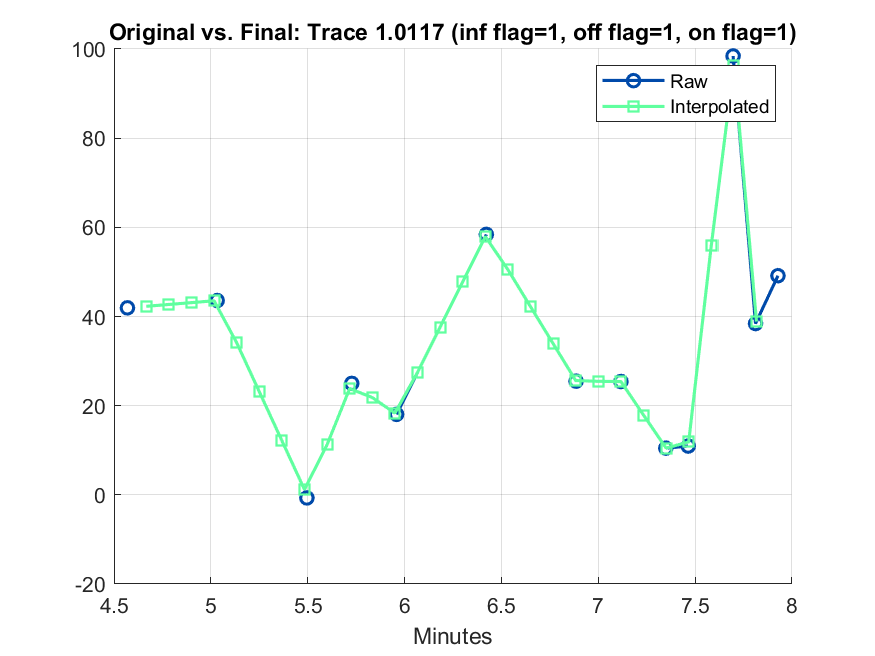 Original vs. Final: Trace 1.0117 (inf flag=1, off flag=1, on flag=1)
100
80
60
40
20
0
-20
Raw
Interpolated
4.5 5 5.5 6 6.5 7 7.5 8
Minutes